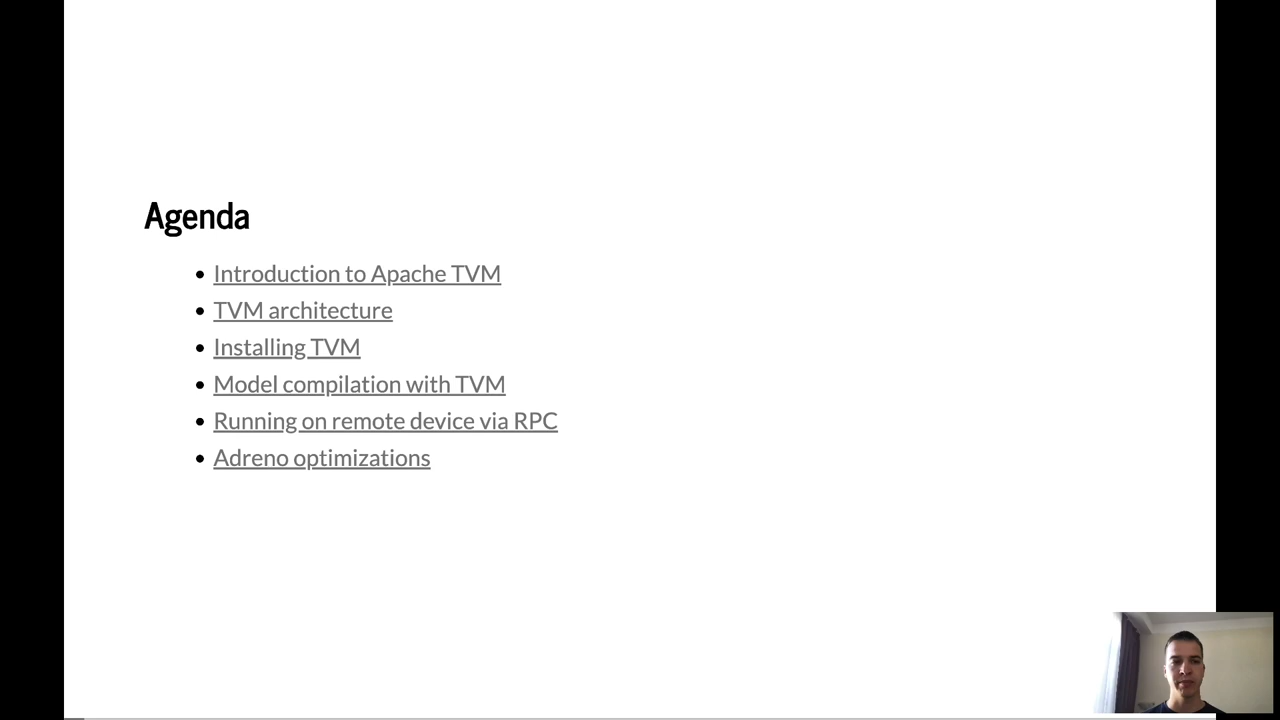 Agenda
Introduction to Apache TVM
TVM architecture
Installing TVM
Model compilation with TVM
Running on remote device via RPC
Adreno optimizations